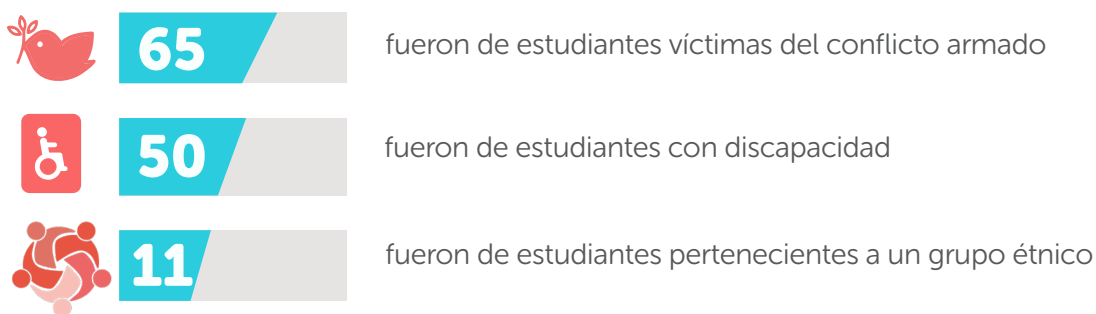 65 fueron de estudiantes víctimas del conflicto armado
50 fueron de estudiantes con discapacidad
11 fueron de estudiantes pertenecientes a un grupo étnico